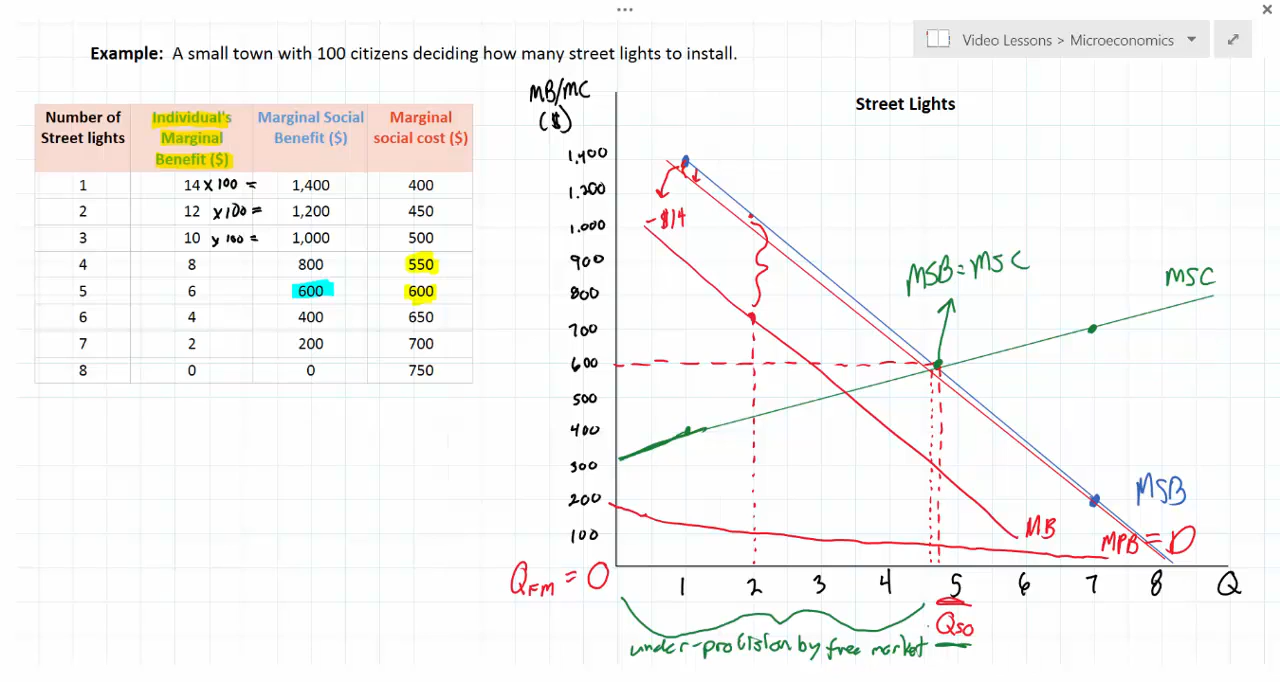 Video Lessons > Microeconomics
Example: A small town with 100 citizens deciding how many street lights to install.
Number of Street lights Individual's Marginal Benefit ($) Marginal Social Benefit ($) Marginal social cost ($)
1 14 x 100 = 1,400 400
2 12 x 100 = 1,200 450
3 10 x 100 = 1,000 500
4 8 800 550
5 6 600 600
6 4 400 650
7 2 200 700
8 0 0 750
MB/MC
($)
Street Lights
1,400
1,200
-$14
1,000
900
800
700
600
500
400
300
200
100
MSB=MSC
MSC
MSB
MB
MPB = D
QFM = 0
1 2 3 4 5 6 7 8 Q
QSO
under-provision by free market